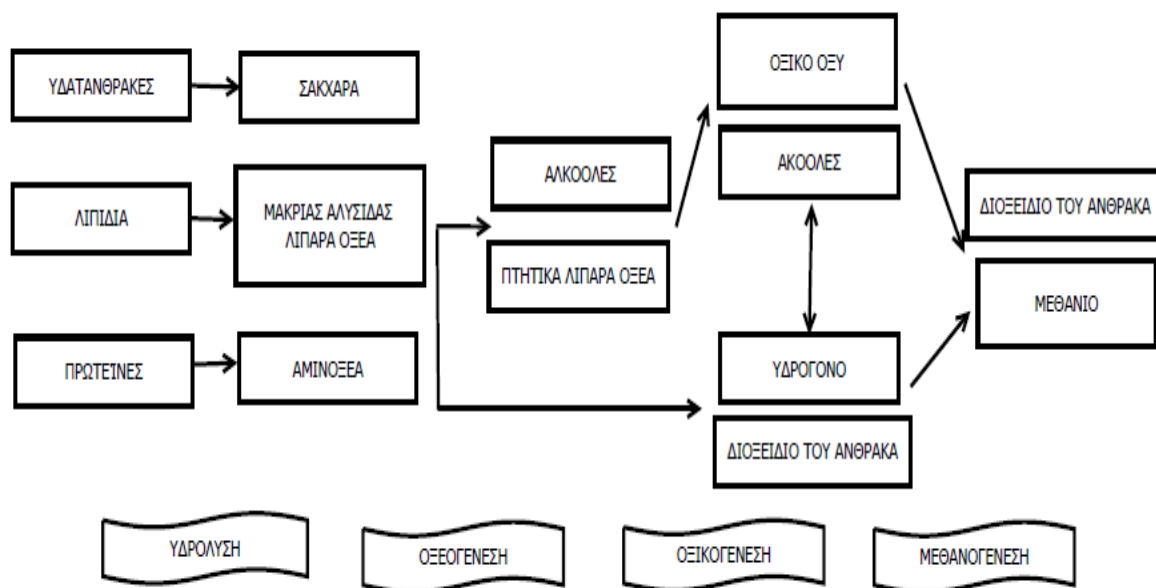 ΥΔΑΤΑΝΘΡΑΚΕΣ
ΣΑΚΧΑΡΑ
ΛΙΠΙΔΙΑ
ΜΑΚΡΙΑΣ ΑΛΥΣΙΔΑΣ
ΛΙΠΑΡΑ ΟΞΕΑ
ΠΡΩΤΕΙΝΕΣ
ΑΜΙΝΟΞΕΑ
ΑΛΚΟΟΛΕΣ
ΠΤΗΤΙΚΑ ΛΙΠΑΡΑ ΟΞΕΑ
ΟΞΙΚΟ ΟΞΥ
ΑΚΟΟΛΕΣ
ΥΔΡΟΓΟΝΟ
ΔΙΟΞΕΙΔΙΟ ΤΟΥ ΑΝΘΡΑΚΑ
ΔΙΟΞΕΙΔΙΟ ΤΟΥ ΑΝΘΡΑΚΑ
ΜΕΘΑΝΙΟ
ΥΔΡΟΛΥΣΗ
ΟΞΕΟΓΕΝΕΣΗ
ΟΞΙΚΟΓΕΝΕΣΗ
ΜΕΘΑΝΟΓΕΝΕΣΗ